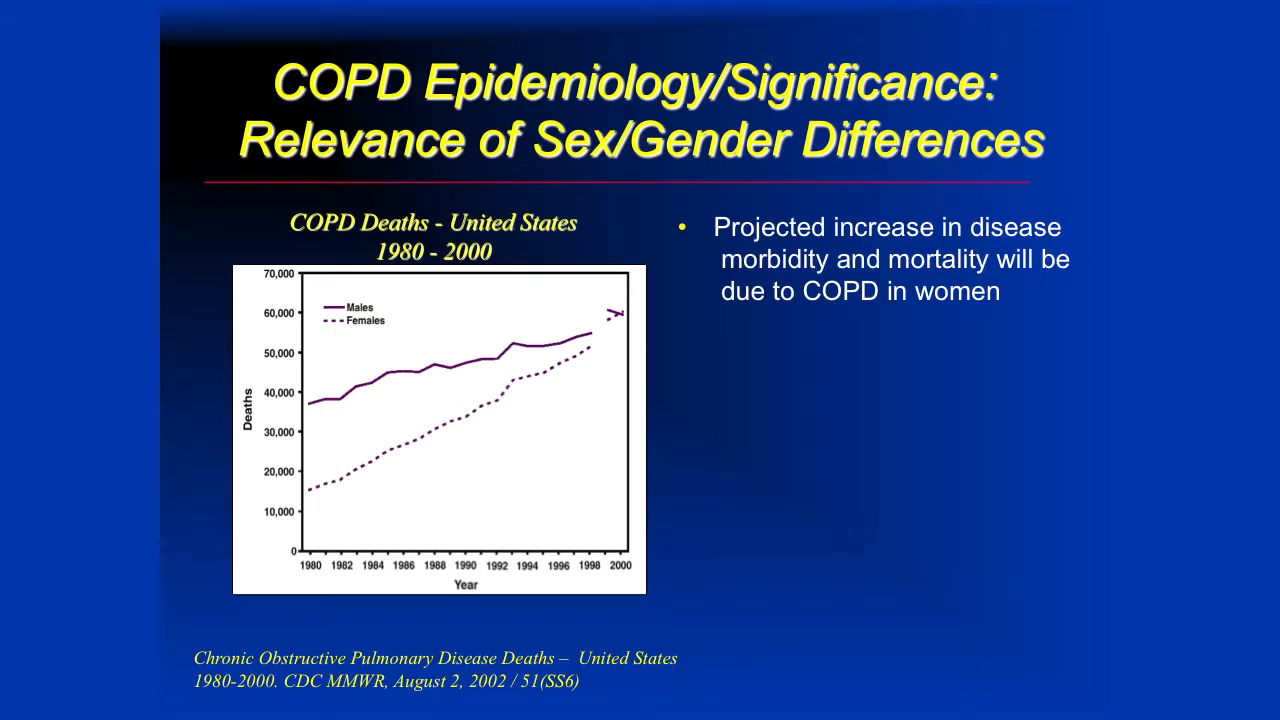 COPD Epidemiology/Significance:
Relevance of Sex/Gender Differences
COPD Deaths - United States
1980 - 2000
70,000
60,000
50,000
40,000
30,000
20,000
10,000
0
Deaths
Males
Females
1980 1982 1984 1986 1988 1990 1992 1994 1996 1998 2000
Year
• Projected increase in disease
morbidity and mortality will be
due to COPD in women
Chronic Obstructive Pulmonary Disease Deaths – United States
1980-2000. CDC MMWR, August 2, 2002 / 51(SS6)